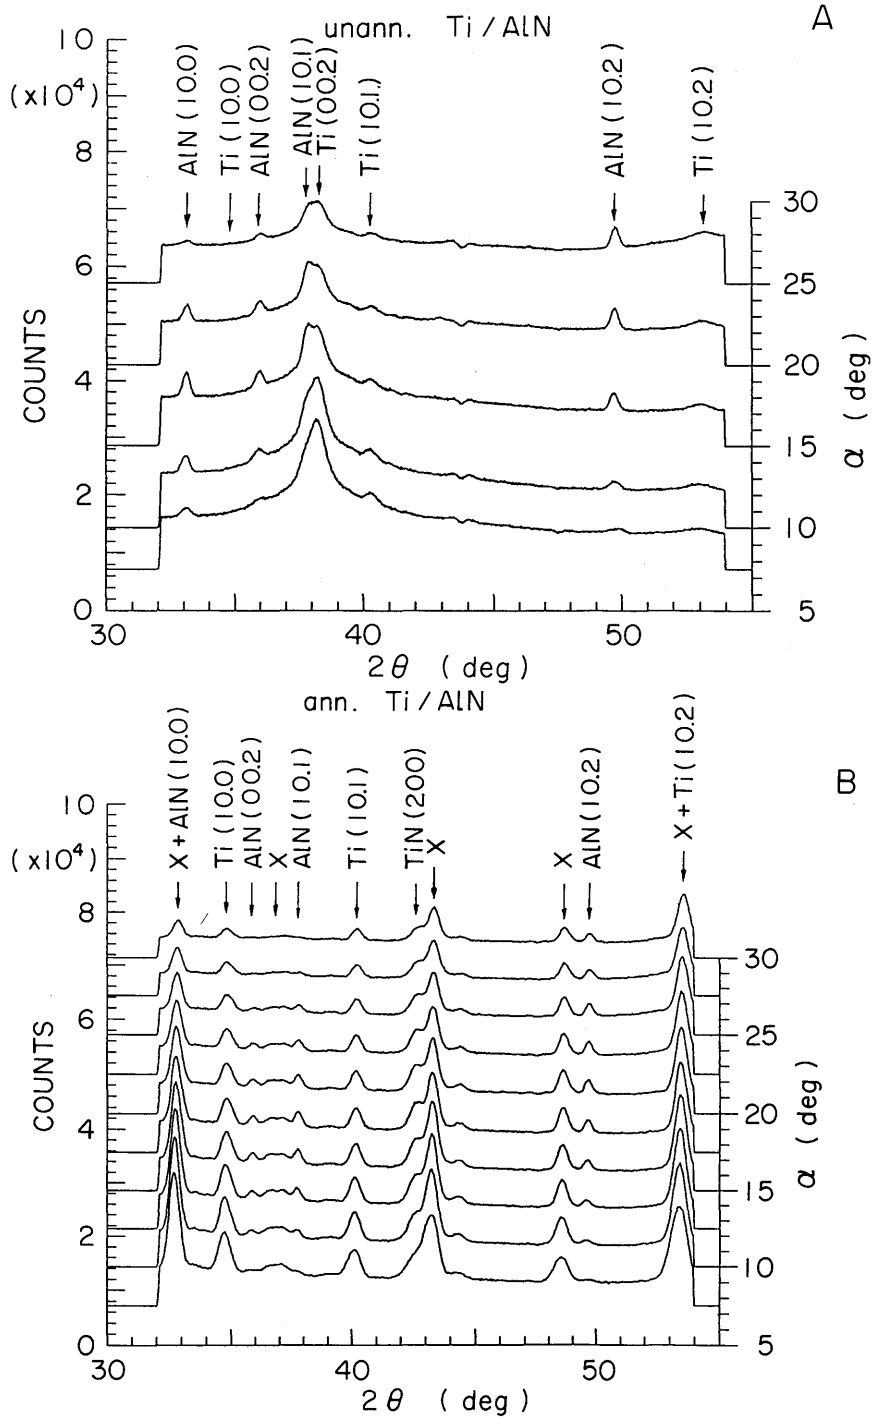 unann. Ti / AlN
A
10
(x10⁴)
8
6
4
2
0
COUNTS
AlN (10.0)
Ti (10.0)
AlN (00.2)
AlN (10.1)
Ti (00.2)
Ti (10.1)
AlN (10.2)
Ti (10.2)
30
25
20
15
10
5
α (deg)
30
40
50
2θ (deg)
ann. Ti / AlN
B
10
(x10⁴)
8
6
4
2
0
COUNTS
X + AlN (10.0)
Ti (10.0)
AlN (00.2)
X
AlN (10.1)
Ti (10.1)
TiN (200)
X
X
AlN (10.2)
X + Ti (10.2)
30
25
20
15
10
5
α (deg)
30
40
50
2θ (deg)